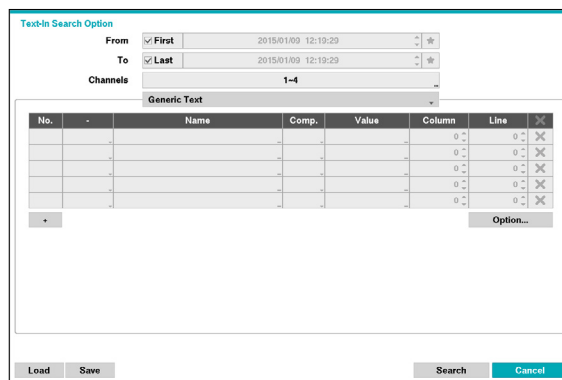 Text-In Search Option
From First 2015/01/09 12:19:29
To Last 2015/01/09 12:19:29
Channels 1~4 ...
Generic Text
No. - Name Comp. Value Column Line
... ... ... ... 0 0
... ... ... ... 0 0
... ... ... ... 0 0
... ... ... ... 0 0
... ... ... ... 0 0
+ Option...
Load Save Search Cancel